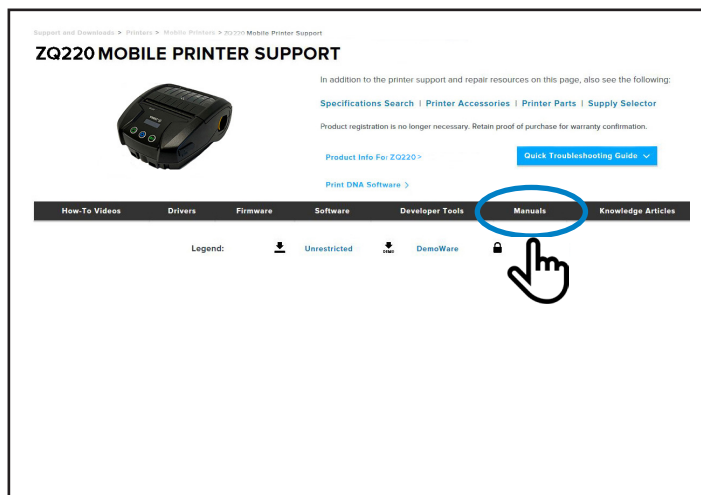 Support and Downloads > Printers > Mobile Printers > ZQ220 Mobile Printer Support
ZQ220 MOBILE PRINTER SUPPORT
In addition to the printer support and repair resources on this page, also see the following:
Specifications Search | Printer Accessories | Printer Parts | Supply Selector
Product registration is no longer necessary. Retain proof of purchase for warranty confirmation.
Product Info Fo: ZQ220 >
Quick Troubleshooting Guide
Print DNA Software >
How-To Videos Drivers Firmware Software Developer Tools Manuals Knowledge Articles
Legend: Unrestricted DEMO DemoWare